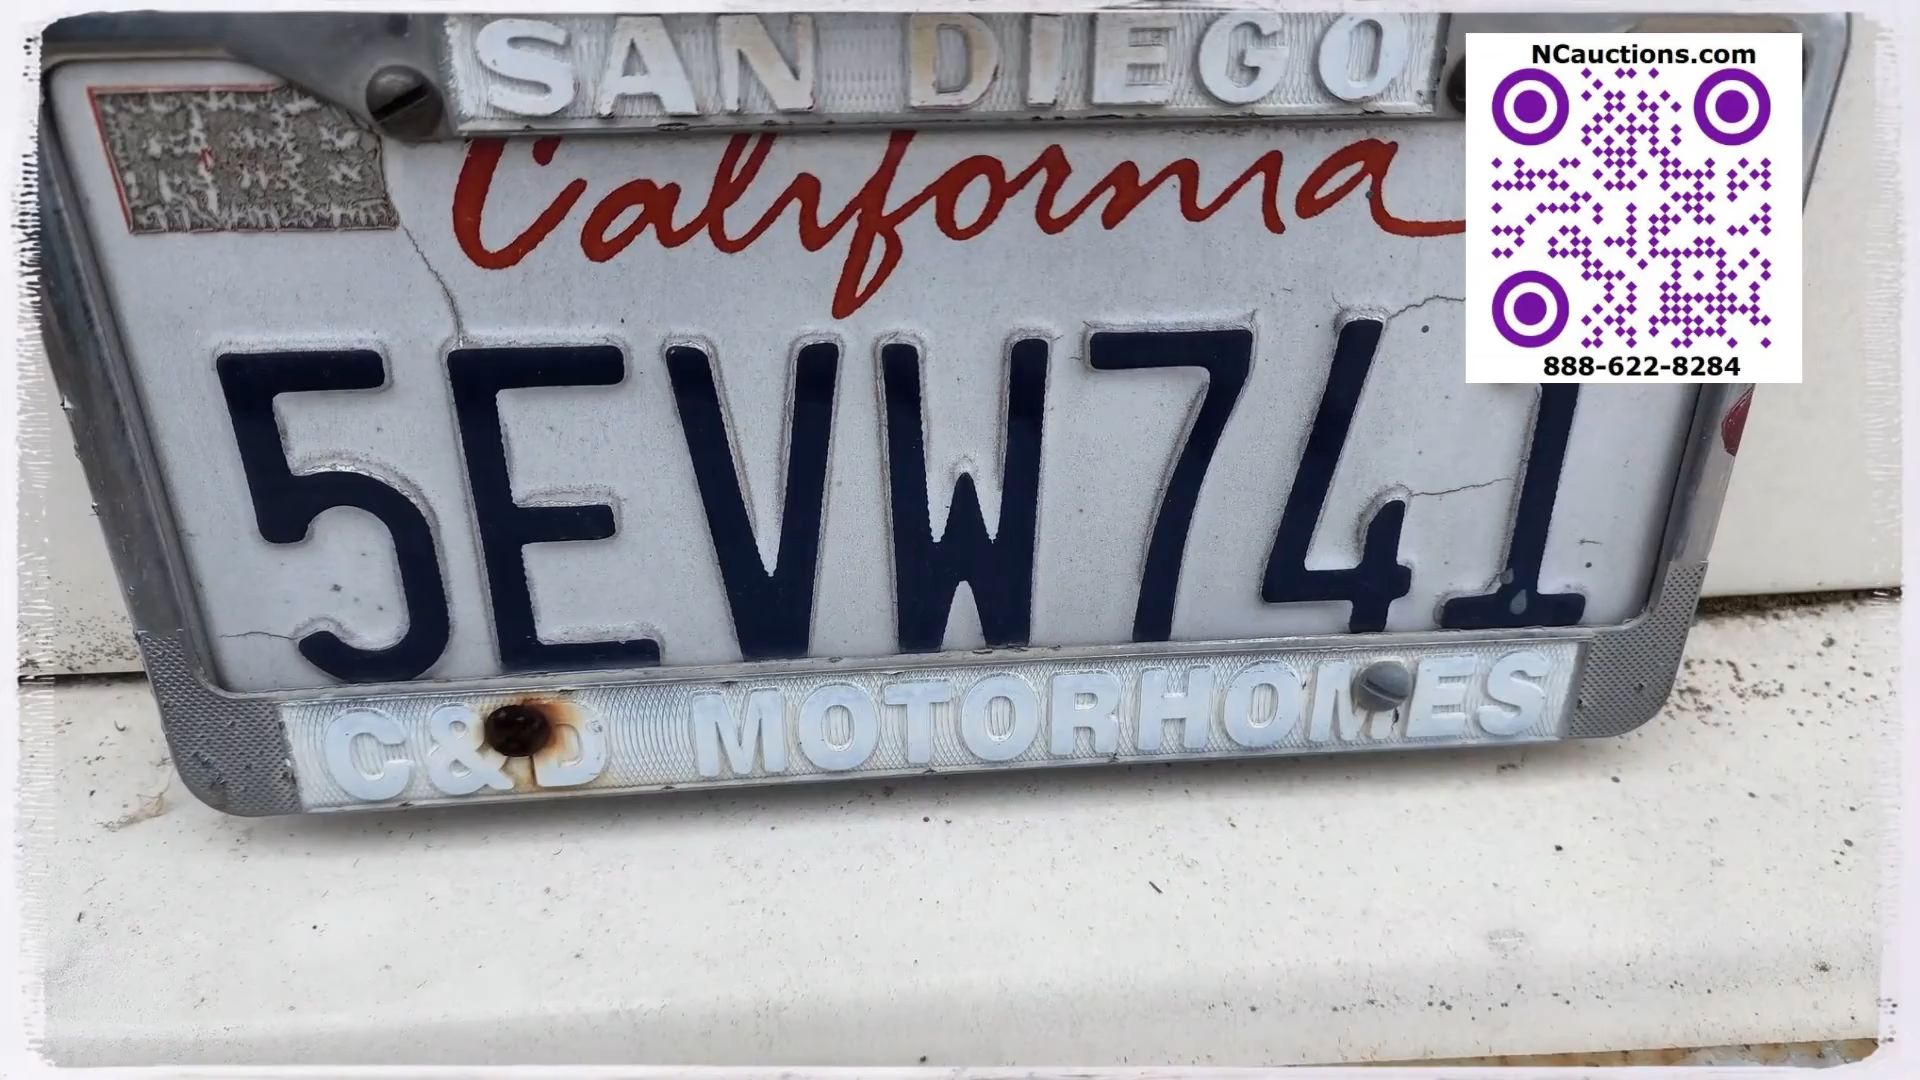 SAN DIEGO
NCauctions.com
California
888-622-8284
5EVW741
C&D MOTORHOMES